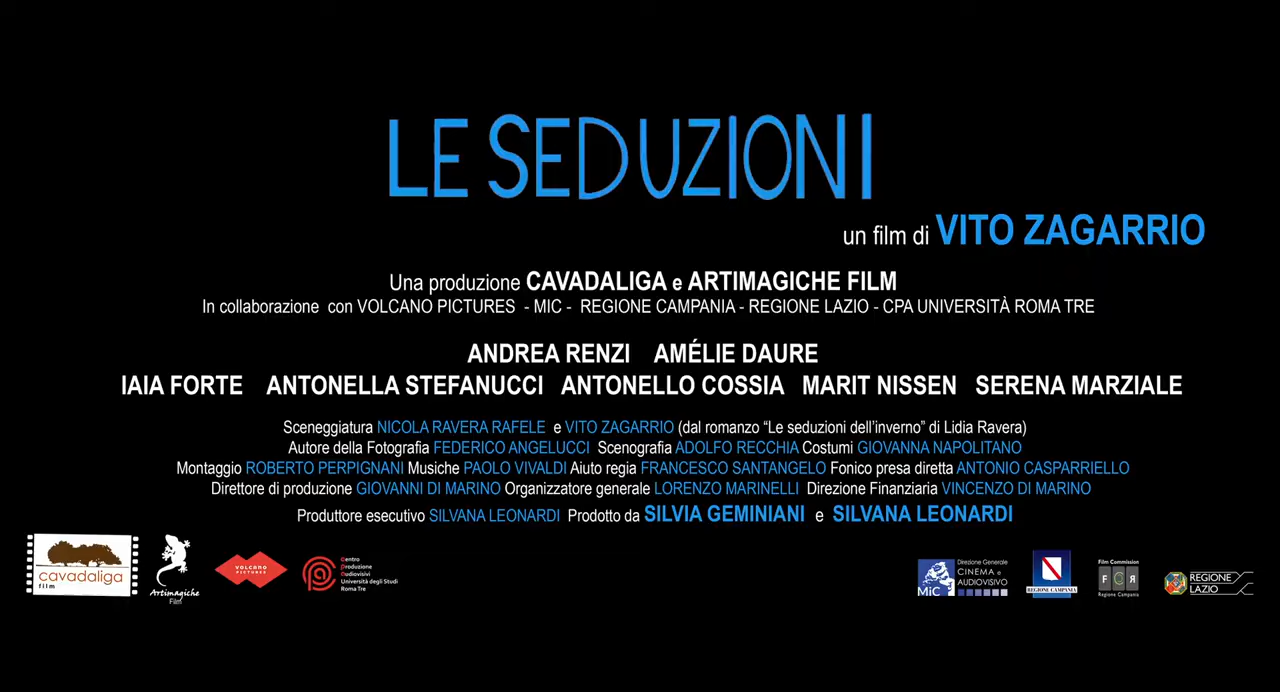 LE SEDUZIONI
un film di VITO ZAGARRIO
Una produzione CAVADALIGA e ARTIMAGICHE FILM
In collaborazione con VOLCANO PICTURES - MIC - REGIONE CAMPANIA - REGIONE LAZIO - CPA UNIVERSITÀ ROMA TRE
ANDREA RENZI AMÉLIE DAURE
IAIA FORTE ANTONELLA STEFANUCCI ANTONELLO COSSIA MARIT NISSEN SERENA MARZIALE
Sceneggiatura NICOLA RAVERA RAFELE e VITO ZAGARRIO (dal romanzo “Le seduzioni dell’inverno” di Lidia Ravera)
Autore della Fotografia FEDERICO ANGELUCCI Scenografia ADOLFO RECCHIA Costumi GIOVANNA NAPOLITANO
Montaggio ROBERTO PERPIGNANI Musiche PAOLO VIVALDI Aiuto regia FRANCESCO SANTANGELO Fonico presa diretta ANTONIO CASPARRIELLO
Direttore di produzione GIOVANNI DI MARINO Organizzatore generale LORENZO MARINELLI Direzione Finanziaria VINCENZO DI MARINO
Produttore esecutivo SILVANA LEONARDI Prodotto da SILVIA GEMINIANI e SILVANA LEONARDI
cavadaliga
film
Artimagiche
Film
VOLCANO
PICTURES
Centro
Produzione
Audiovisivi
Università degli Studi
Roma Tre
MiC
Direzione Generale
CINEMA e
AUDIOVISIVO
REGIONE CAMPANIA
Film Commission
FCR
Regione Campania
REGIONE
LAZIO